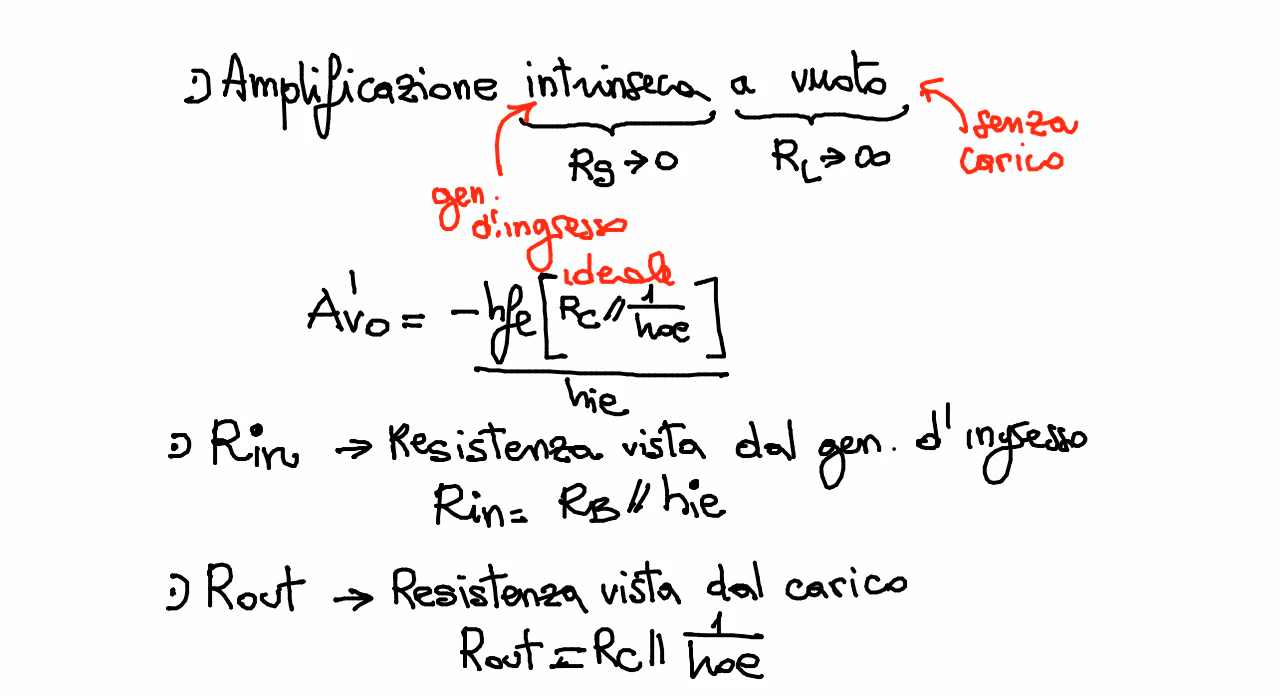 :) Amplificazione intrinseca a vuoto
senza
carico
RS → 0
RL → ∞
gen.
d'ingresso
ideale
Av'o = -hfe [RC // 1/hoe] / hie
:) Rin → Resistenza vista dal gen. d'ingresso
Rin = RB // hie
:) Rout → Resistenza vista dal carico
Rout = RC || 1/hoe